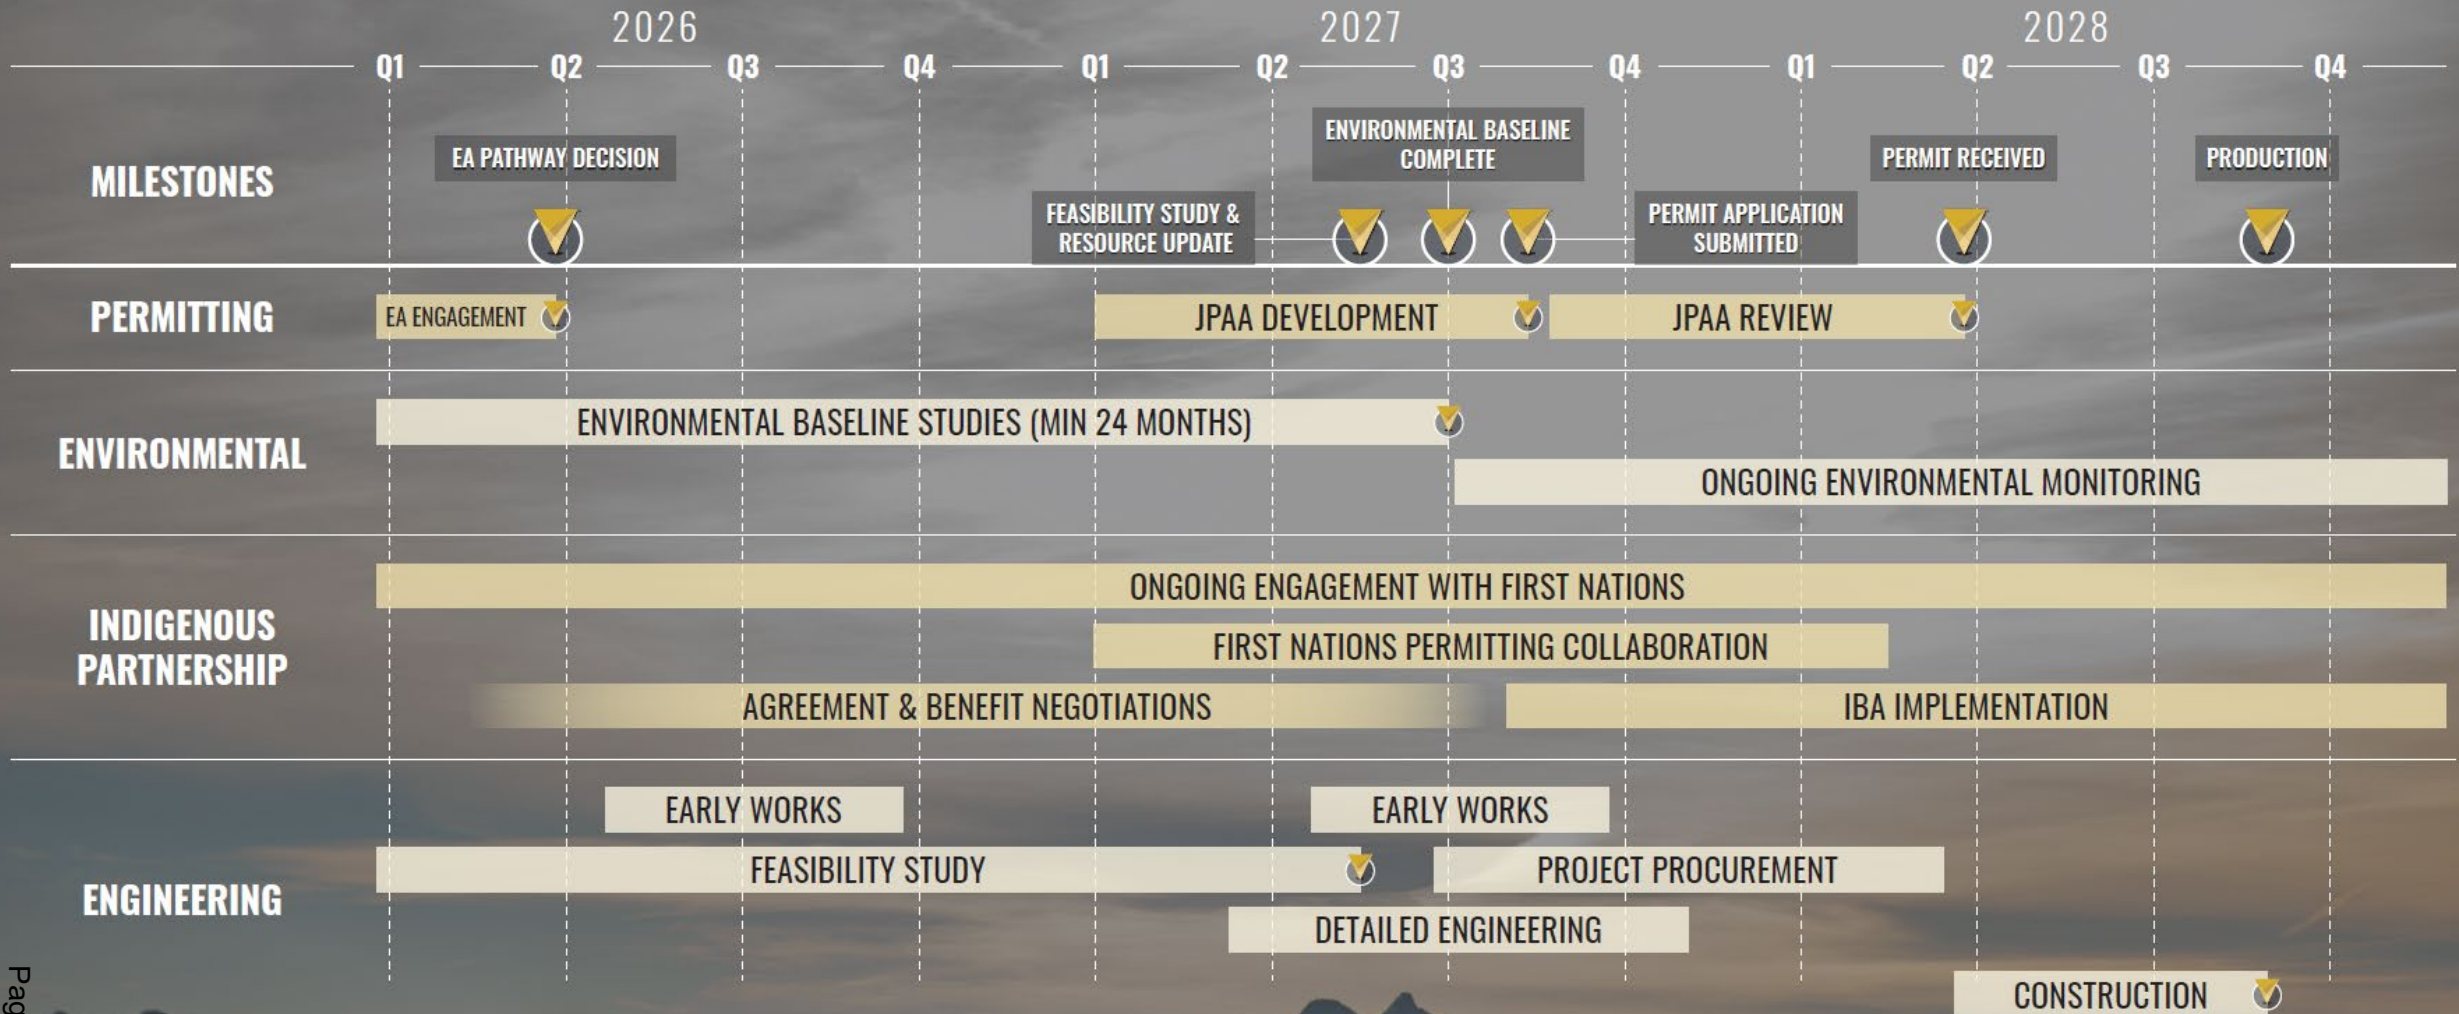 2026 2027 2028
Q1 Q2 Q3 Q4 Q1 Q2 Q3 Q4 Q1 Q2 Q3 Q4
MILESTONES
EA PATHWAY DECISION
FEASIBILITY STUDY &
RESOURCE UPDATE
ENVIRONMENTAL BASELINE
COMPLETE
PERMIT APPLICATION
SUBMITTED
PERMIT RECEIVED
PRODUCTION
PERMITTING
EA ENGAGEMENT
JPAA DEVELOPMENT
JPAA REVIEW
ENVIRONMENTAL
ENVIRONMENTAL BASELINE STUDIES (MIN 24 MONTHS)
ONGOING ENVIRONMENTAL MONITORING
INDIGENOUS
PARTNERSHIP
ONGOING ENGAGEMENT WITH FIRST NATIONS
FIRST NATIONS PERMITTING COLLABORATION
AGREEMENT & BENEFIT NEGOTIATIONS
IBA IMPLEMENTATION
ENGINEERING
EARLY WORKS
EARLY WORKS
FEASIBILITY STUDY
PROJECT PROCUREMENT
DETAILED ENGINEERING
CONSTRUCTION